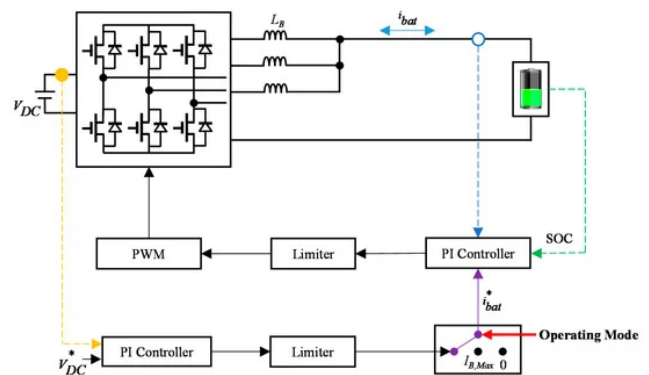 L_B
i_bat
V_DC
SOC
PWM
Limiter
PI Controller
i*_bat
Operating Mode
V*_DC
PI Controller
Limiter
I_B,Max 0